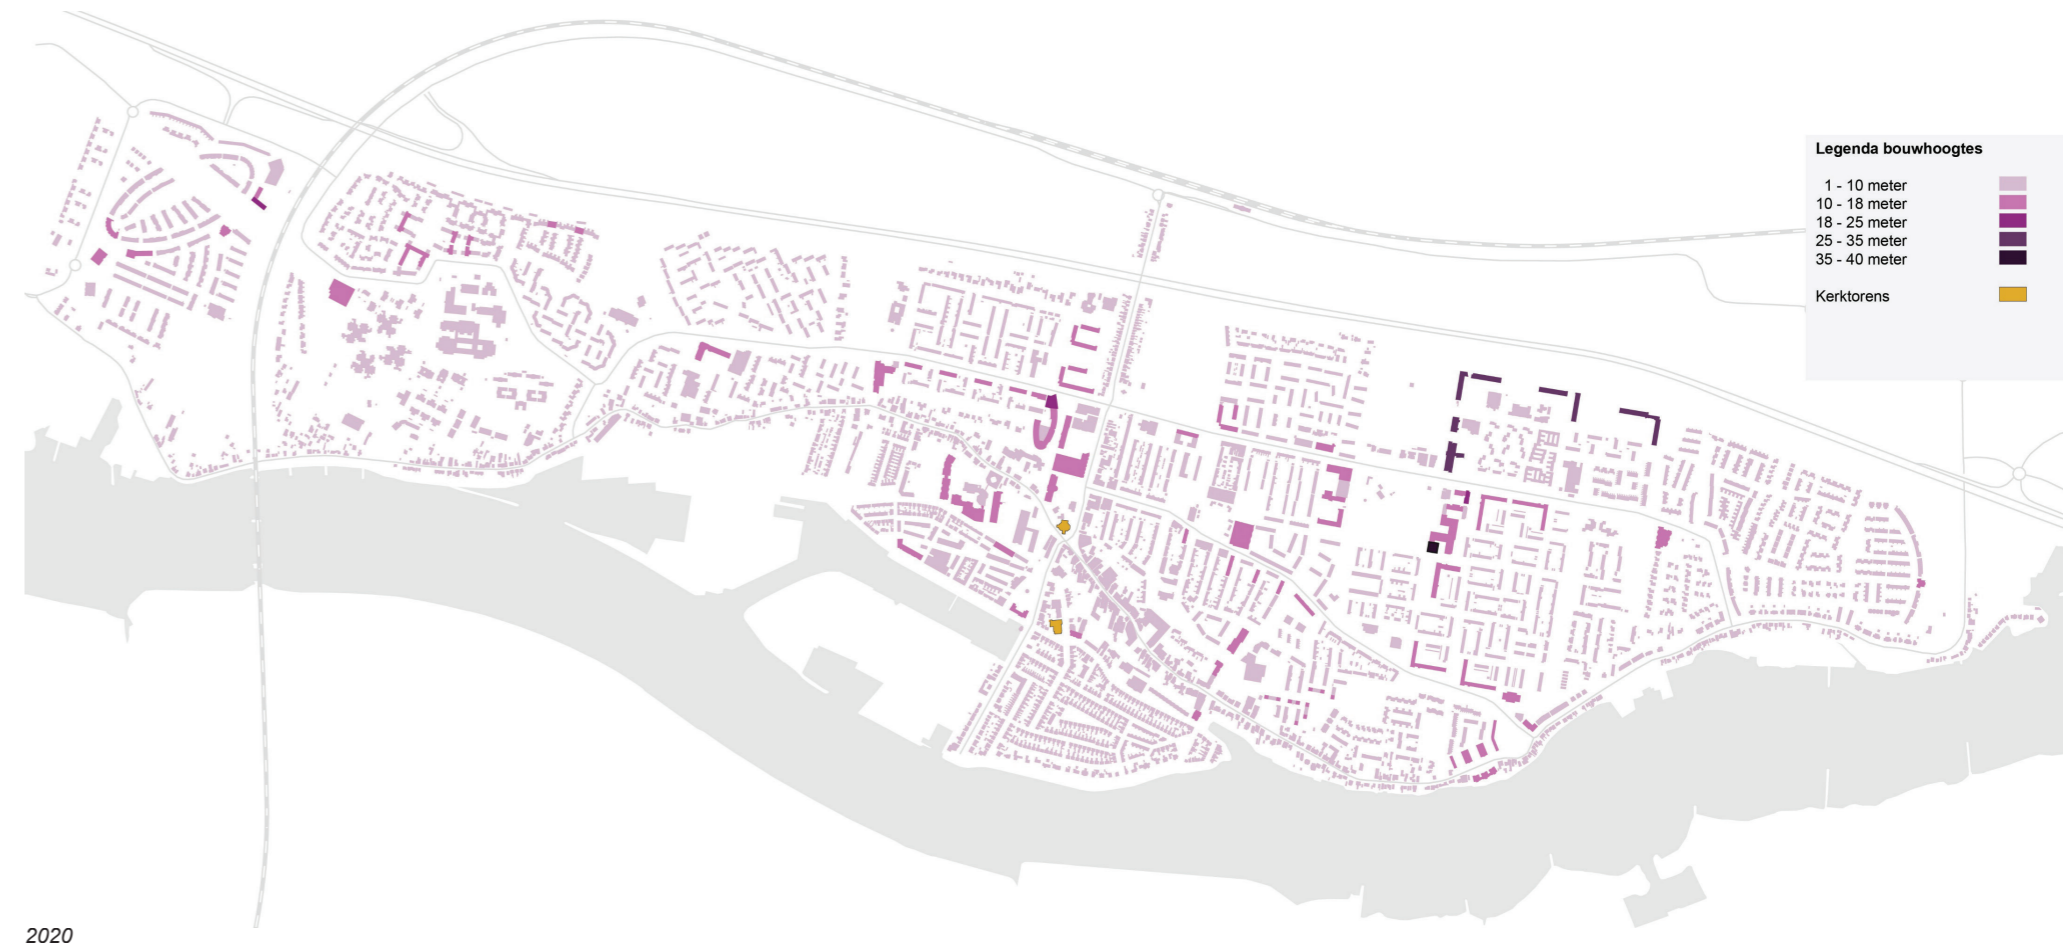 Legenda bouwhoogtes
1 - 10 meter
10 - 18 meter
18 - 25 meter
25 - 35 meter
35 - 40 meter
Kerktorens
2020